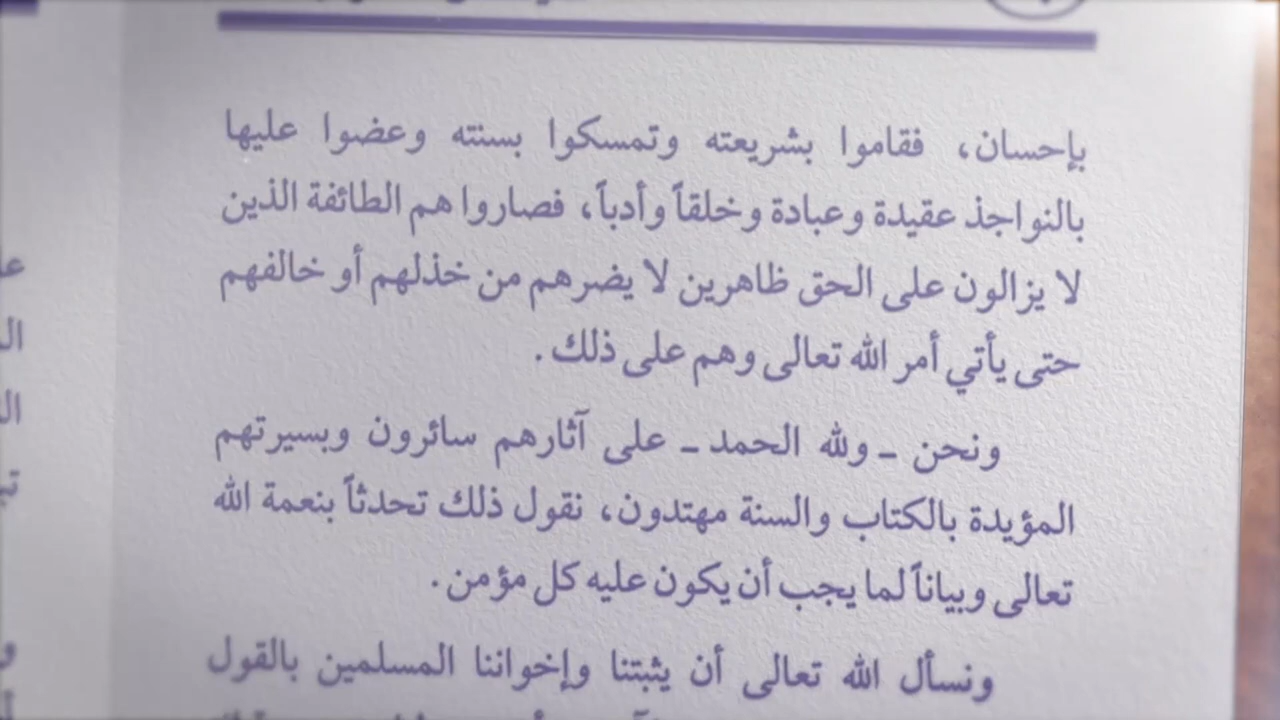 بإحسان، فقاموا بشريعته وتمسكوا بسنته وعضوا عليها
بالنواجذ عقيدة وعبادة وخلقاً وأدباً، فصاروا هم الطائفة الذين
لا يزالون على الحق ظاهرين لا يضرهم من خذلهم أو خالفهم
حتى يأتي أمر الله تعالى وهم على ذلك.
ونحن ـ ولله الحمد ـ على آثارهم سائرون وبسيرتهم
المؤيدة بالكتاب والسنة مهتدون، نقول ذلك تحدثاً بنعمة الله
تعالى وبياناً لما يجب أن يكون عليه كل مؤمن.
ونسأل الله تعالى أن يثبتنا وإخواننا المسلمين بالقول